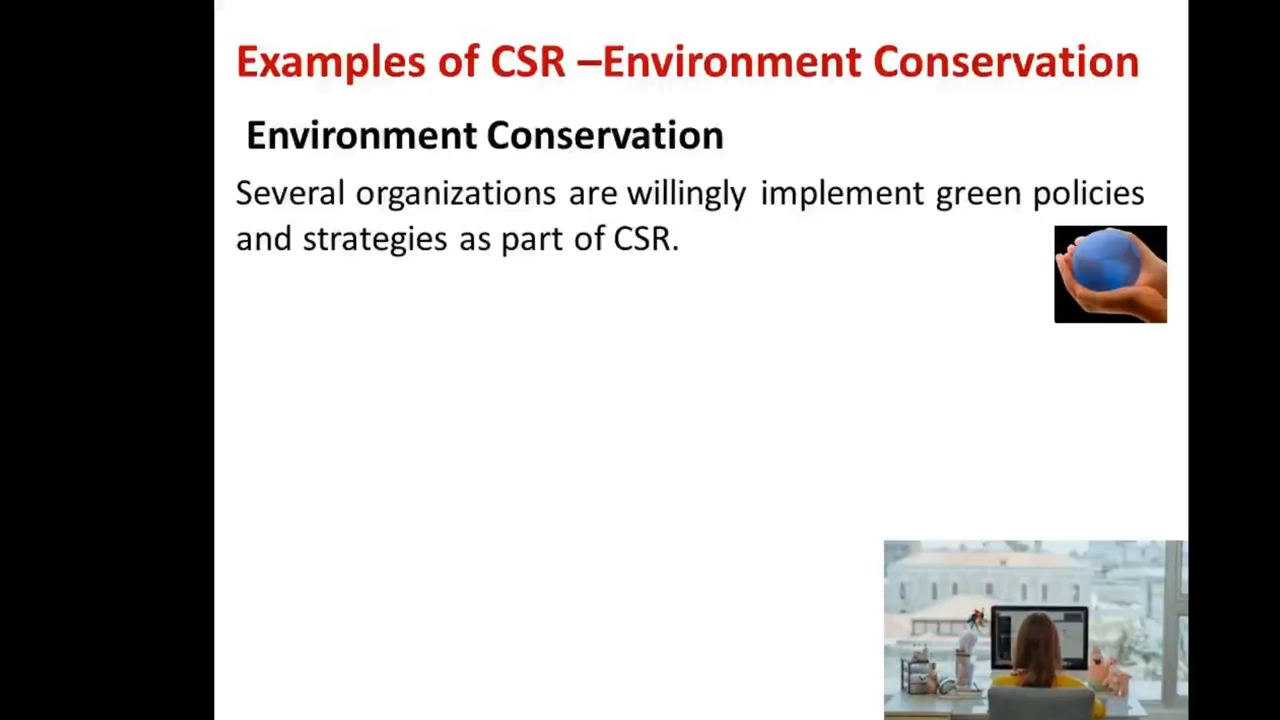 Examples of CSR –Environment Conservation
Environment Conservation
Several organizations are willingly implement green policies
and strategies as part of CSR.